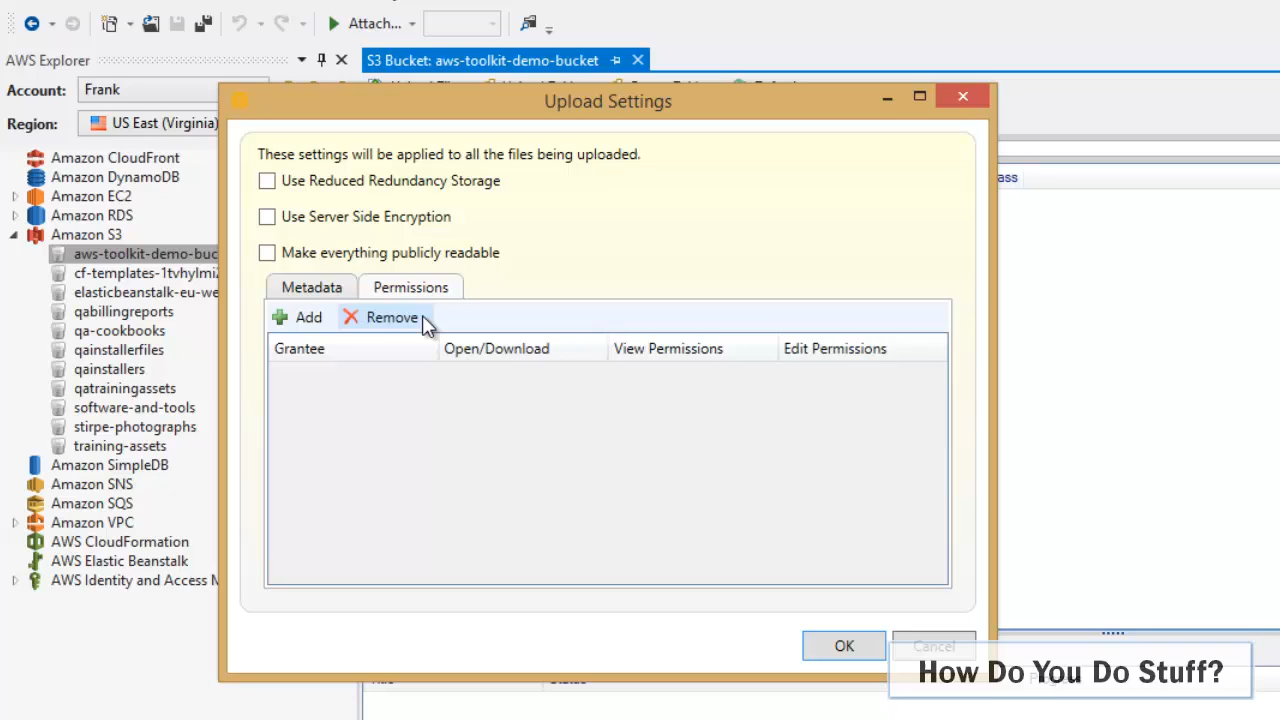 Attach...
AWS Explorer
S3 Bucket: aws-toolkit-demo-bucket
Account:
Frank
Region:
US East (Virginia)
Amazon CloudFront
Amazon DynamoDB
Amazon EC2
Amazon RDS
Amazon S3
aws-toolkit-demo-buc
cf-templates-1tvhylmiZ
elasticbeanstalk-eu-we
qabillingreports
qa-cookbooks
qainstallerfiles
qainstallers
qatrainingassets
software-and-tools
stirpe-photographs
training-assets
Amazon SimpleDB
Amazon SNS
Amazon SQS
Amazon VPC
AWS CloudFormation
AWS Elastic Beanstalk
AWS Identity and Access M
Upload Settings
These settings will be applied to all the files being uploaded.
Use Reduced Redundancy Storage
Use Server Side Encryption
Make everything publicly readable
Metadata Permissions
Add Remove
Grantee Open/Download View Permissions Edit Permissions
OK Cancel
ass
How Do You Do Stuff?